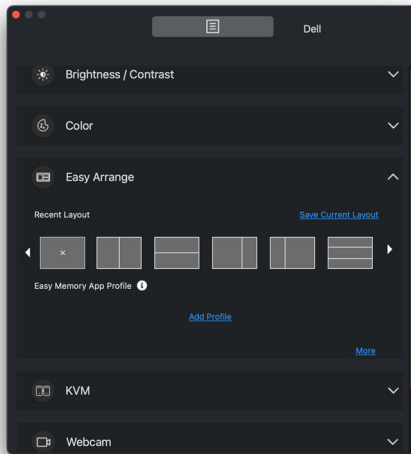 Dell
Brightness / Contrast
Color
Easy Arrange
Recent Layout
Save Current Layout
Easy Memory App Profile
Add Profile
More
KVM
Webcam